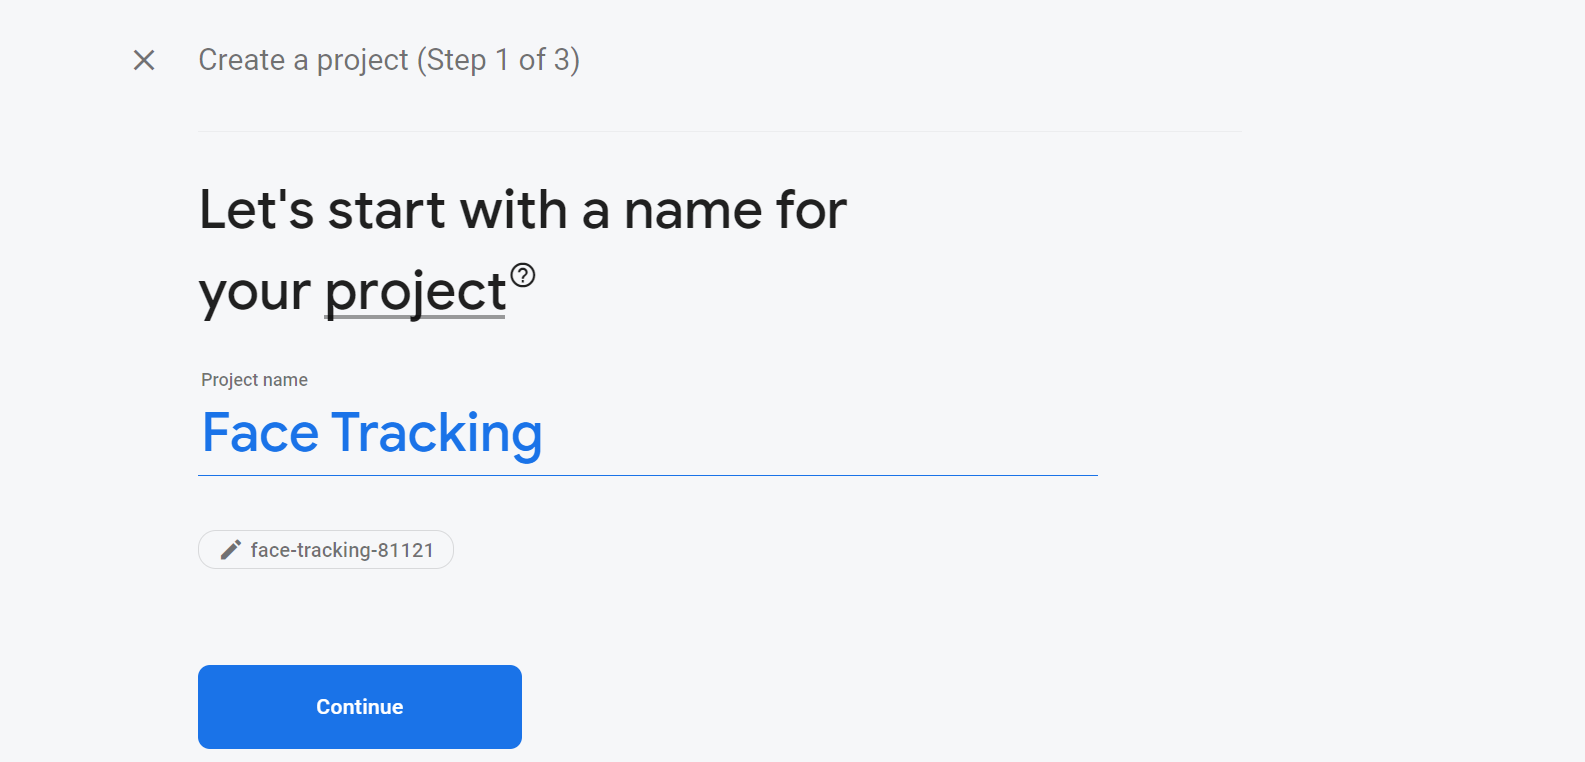 Create a project (Step 1 of 3)
Let's start with a name for
your project
Project name
Face Tracking
face-tracking-81121
Continue